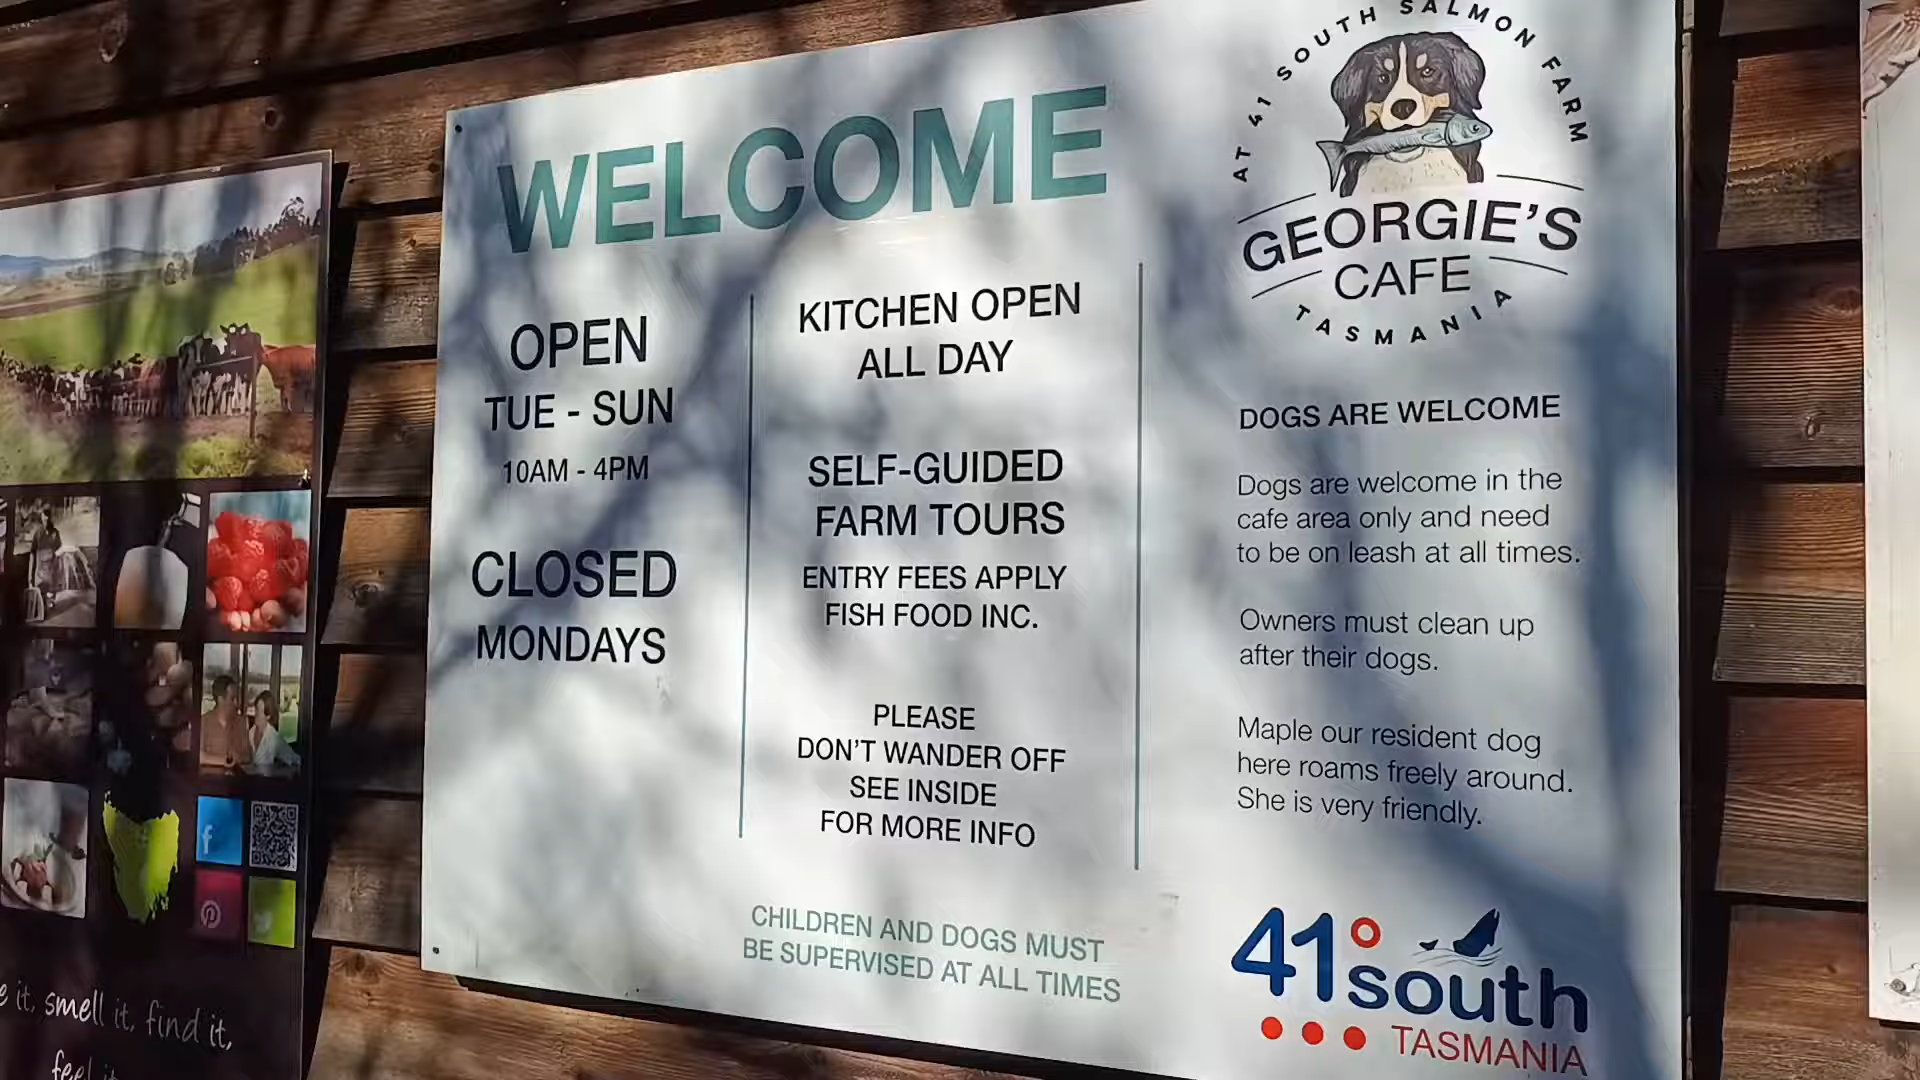 WELCOME
OPEN
TUE - SUN
10AM - 4PM
CLOSED
MONDAYS
KITCHEN OPEN
ALL DAY
SELF-GUIDED
FARM TOURS
ENTRY FEES APPLY
FISH FOOD INC.
PLEASE
DON'T WANDER OFF
SEE INSIDE
FOR MORE INFO
CHILDREN AND DOGS MUST
BE SUPERVISED AT ALL TIMES
AT 41 SOUTH SALMON FARM
GEORGIE'S
CAFE
TASMANIA
DOGS ARE WELCOME
Dogs are welcome in the
cafe area only and need
to be on leash at all times.
Owners must clean up
after their dogs.
Maple our resident dog
here roams freely around.
She is very friendly.
41°
south
TASMANIA
it, smell it, find it,
feel